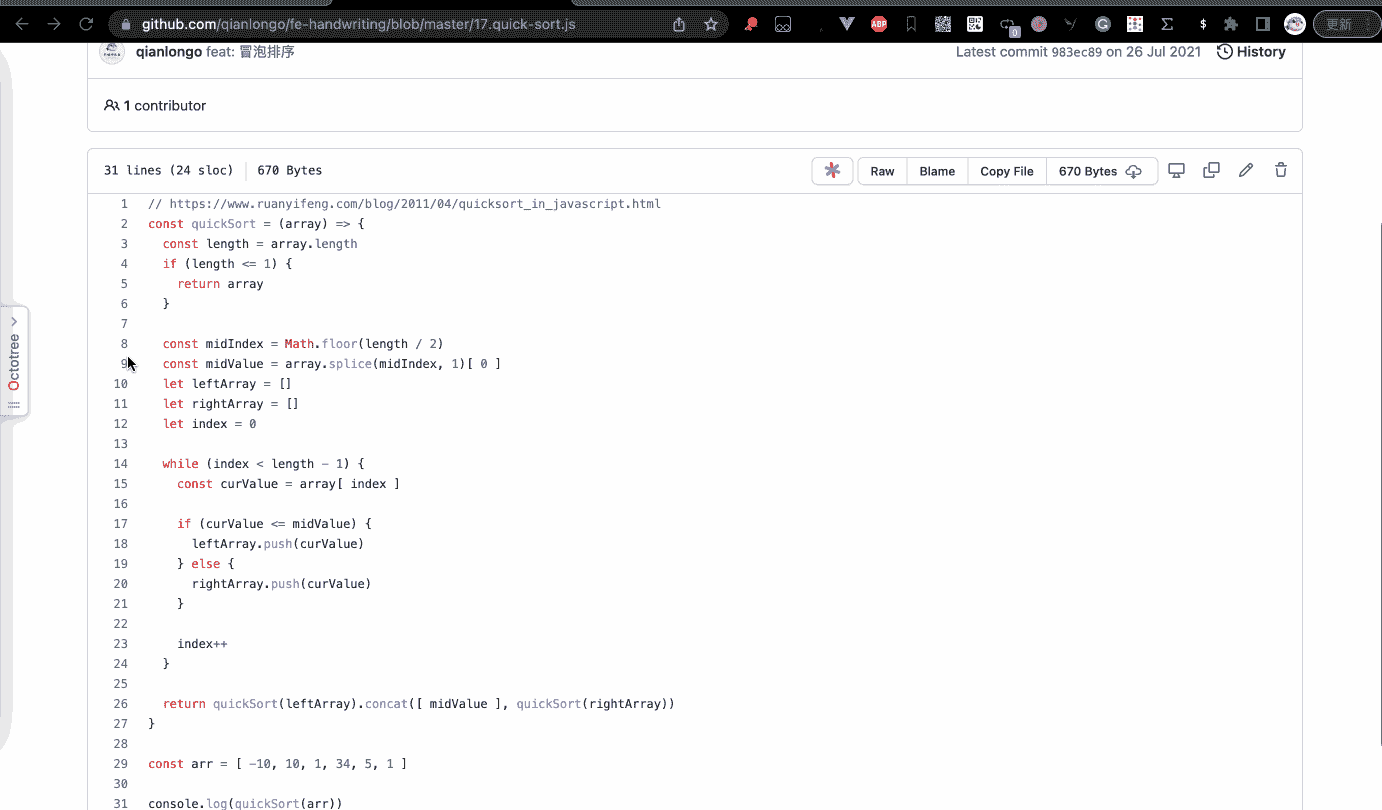 github.com/qianlongo/fe-handwriting/blob/master/17.quick-sort.js
ABP
0
$
更新
qianlongo feat: 冒泡排序
Latest commit 983ec89 on 26 Jul 2021 History
1 contributor
31 lines (24 sloc) 670 Bytes
Raw Blame Copy File 670 Bytes
Octotree
1 // https://www.ruanyifeng.com/blog/2011/04/quicksort_in_javascript.html
2 const quickSort = (array) => {
3 const length = array.length
4 if (length <= 1) {
5 return array
6 }
7
8 const midIndex = Math.floor(length / 2)
9 const midValue = array.splice(midIndex, 1)[ 0 ]
10 let leftArray = []
11 let rightArray = []
12 let index = 0
13
14 while (index < length - 1) {
15 const curValue = array[ index ]
16
17 if (curValue <= midValue) {
18 leftArray.push(curValue)
19 } else {
20 rightArray.push(curValue)
21 }
22
23 index++
24 }
25
26 return quickSort(leftArray).concat([ midValue ], quickSort(rightArray))
27 }
28
29 const arr = [ -10, 10, 1, 34, 5, 1 ]
30
31 console.log(quickSort(arr))